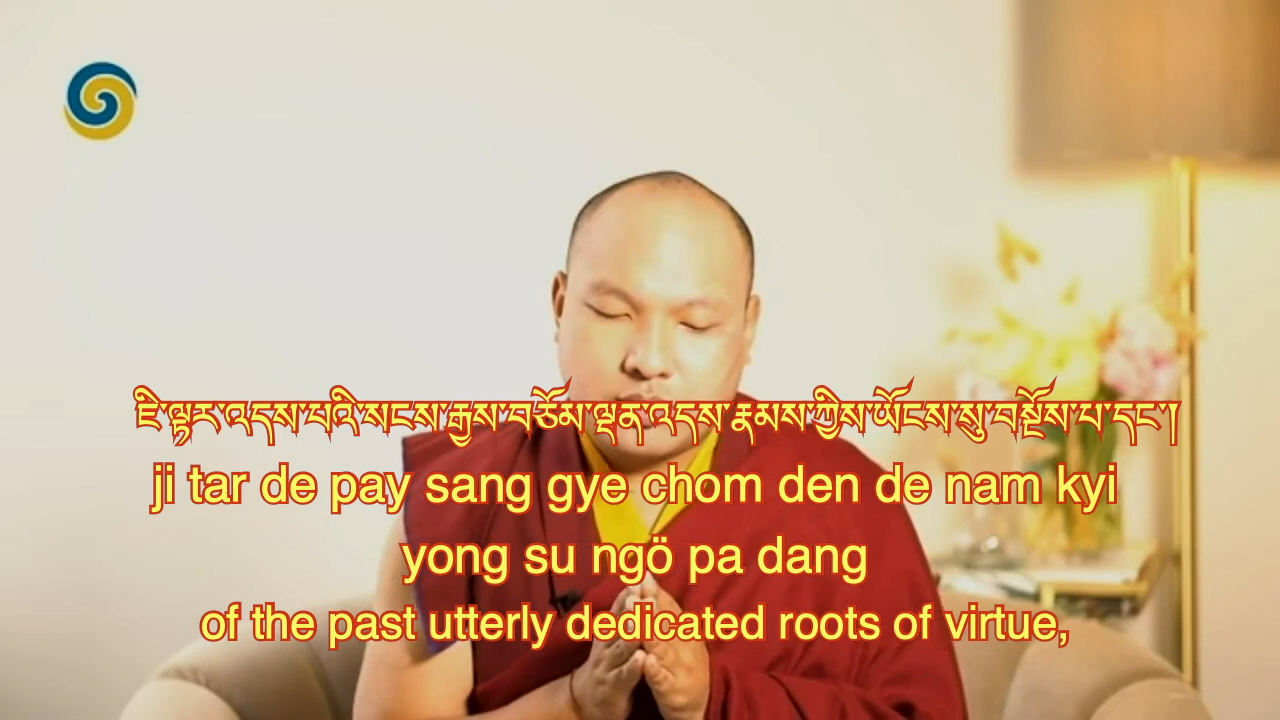 ཇི་ལྟར་འདས་པའི་སངས་རྒྱས་བཅོམ་ལྡན་འདས་རྣམས་ཀྱིས་ཡོངས་སུ་བསྔོས་པ་དང་།
ji tar de pay sang gye chom den de nam kyi
yong su ngö pa dang
of the past utterly dedicated roots of virtue,